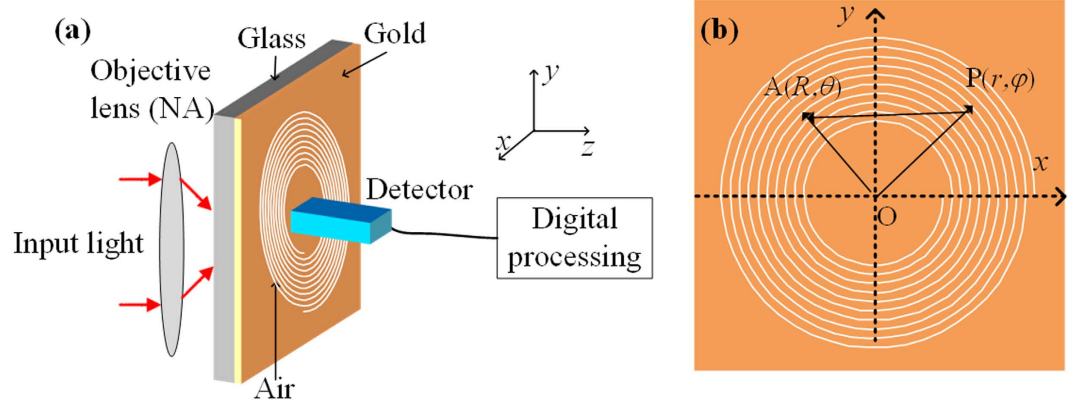 (a)
Glass
Gold
Objective
lens (NA)
y
x
z
Detector
Input light
Digital
processing
Air
(b)
y
A(R,θ)
P(r,φ)
x
O